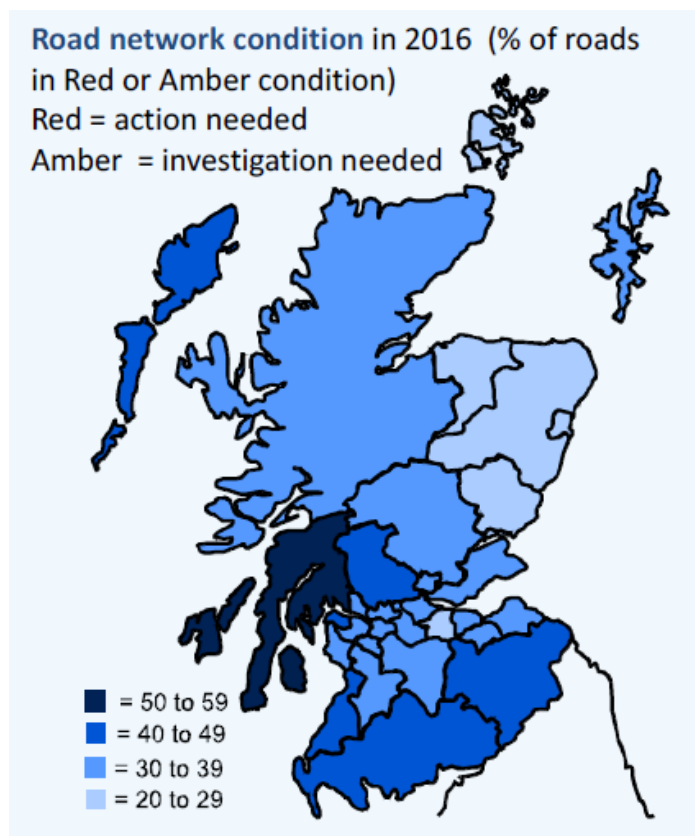 Road network condition in 2016 (% of roads
in Red or Amber condition)
Red = action needed
Amber = investigation needed
= 50 to 59
= 40 to 49
= 30 to 39
= 20 to 29